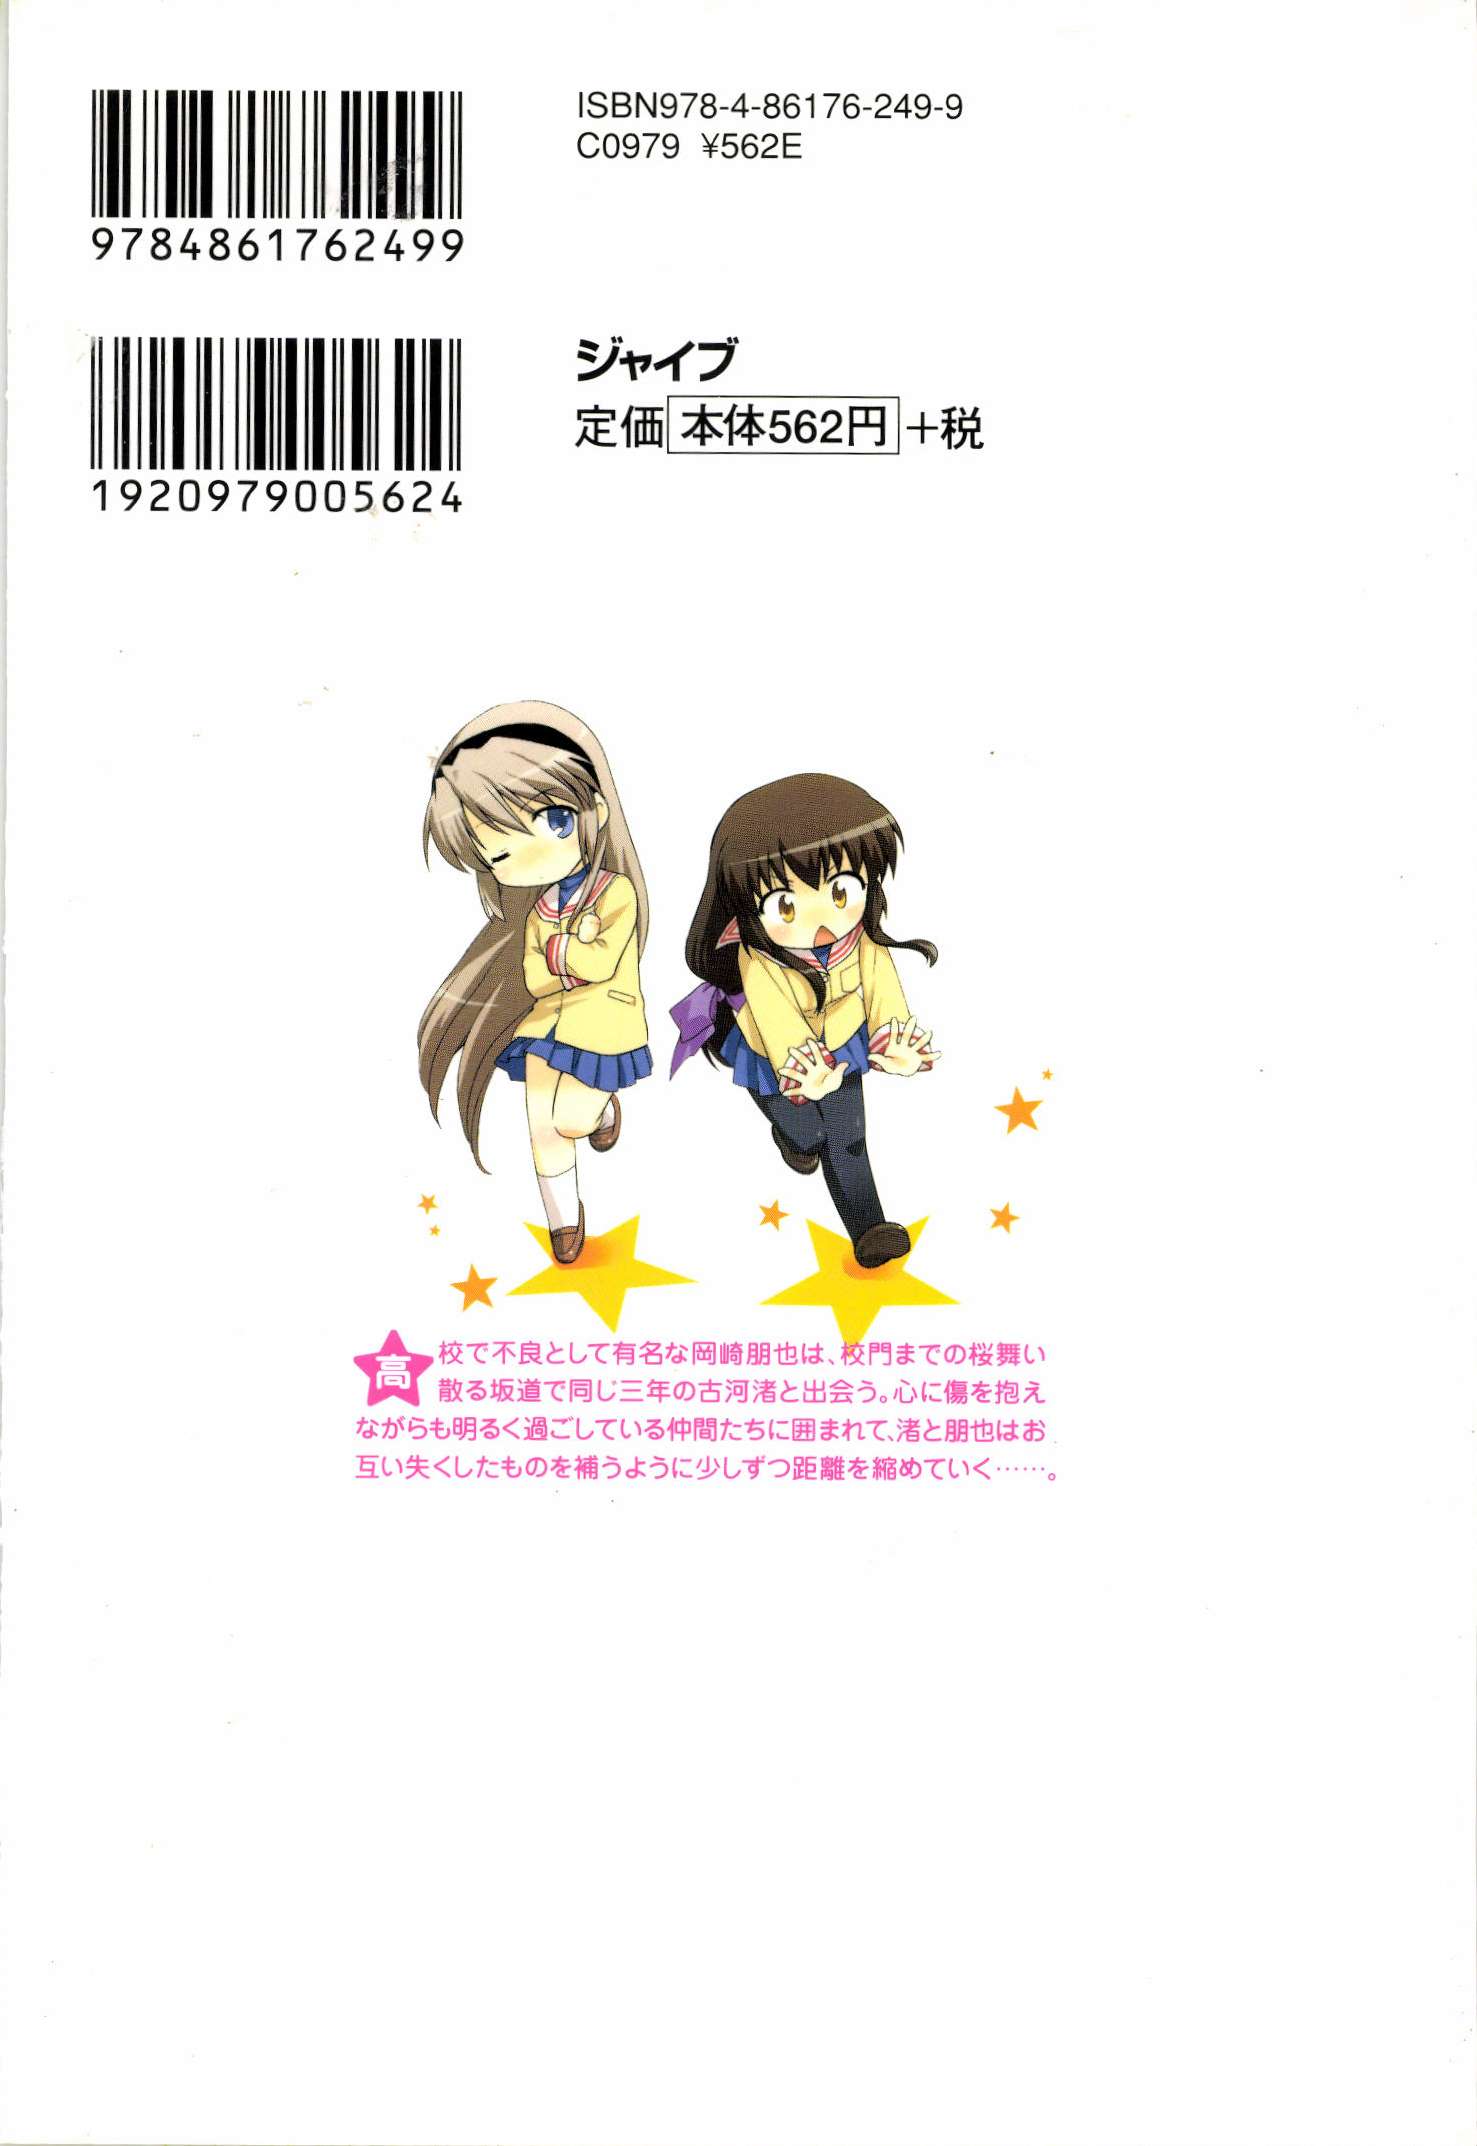 ISBN978-4-86176-249-9
C0979 ¥562E
9784861762499
ジャイブ
定価 本体562円 +税
1920979005624
高校で不良として有名な岡崎朋也は、校門までの桜舞い
散る坂道で同じ三年の古河渚と出会う。心に傷を抱え
ながらも明るく過ごしている仲間たちに囲まれて、渚と朋也はお
互い失くしたものを補うように少しずつ距離を縮めていく……。